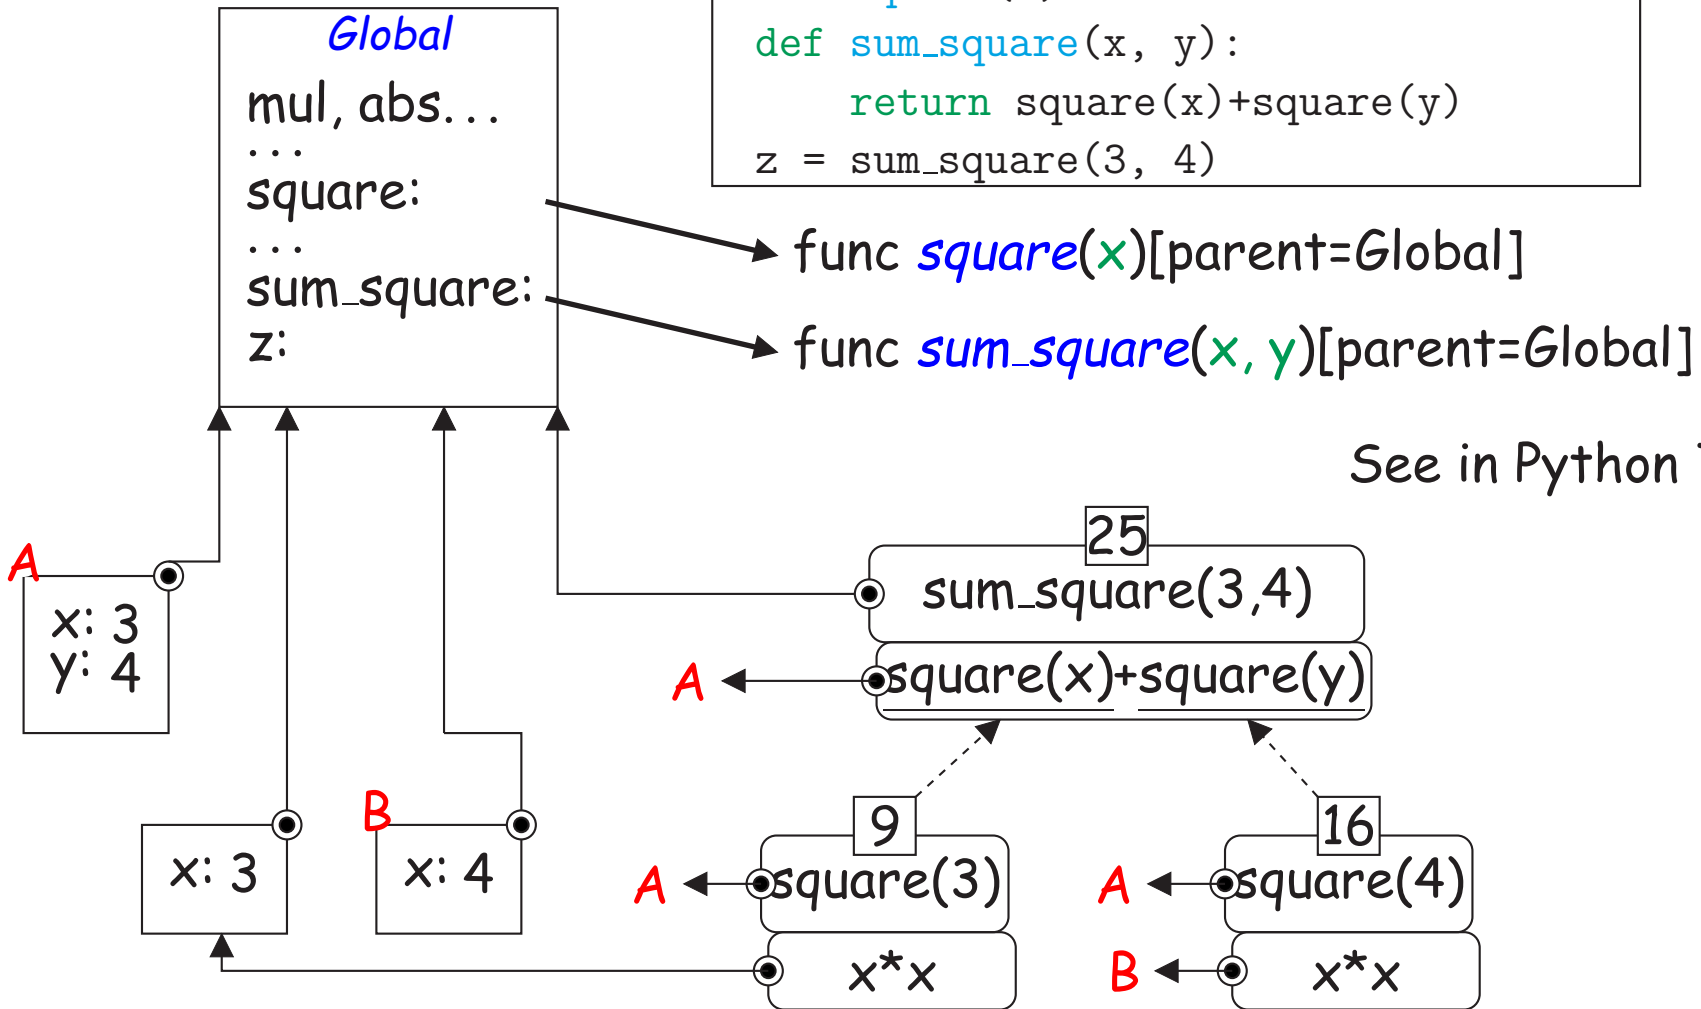 Global
mul, abs...
...
square:
...
sum_square:
z:
def sum_square(x, y):
return square(x)+square(y)
z = sum_square(3, 4)
func square(x)[parent=Global]
func sum_square(x, y)[parent=Global]
See in Python
A
x: 3
y: 4
25
sum_square(3,4)
A
square(x)+square(y)
x: 3
B
x: 4
9
A
square(3)
x*x
16
A
square(4)
B
x*x